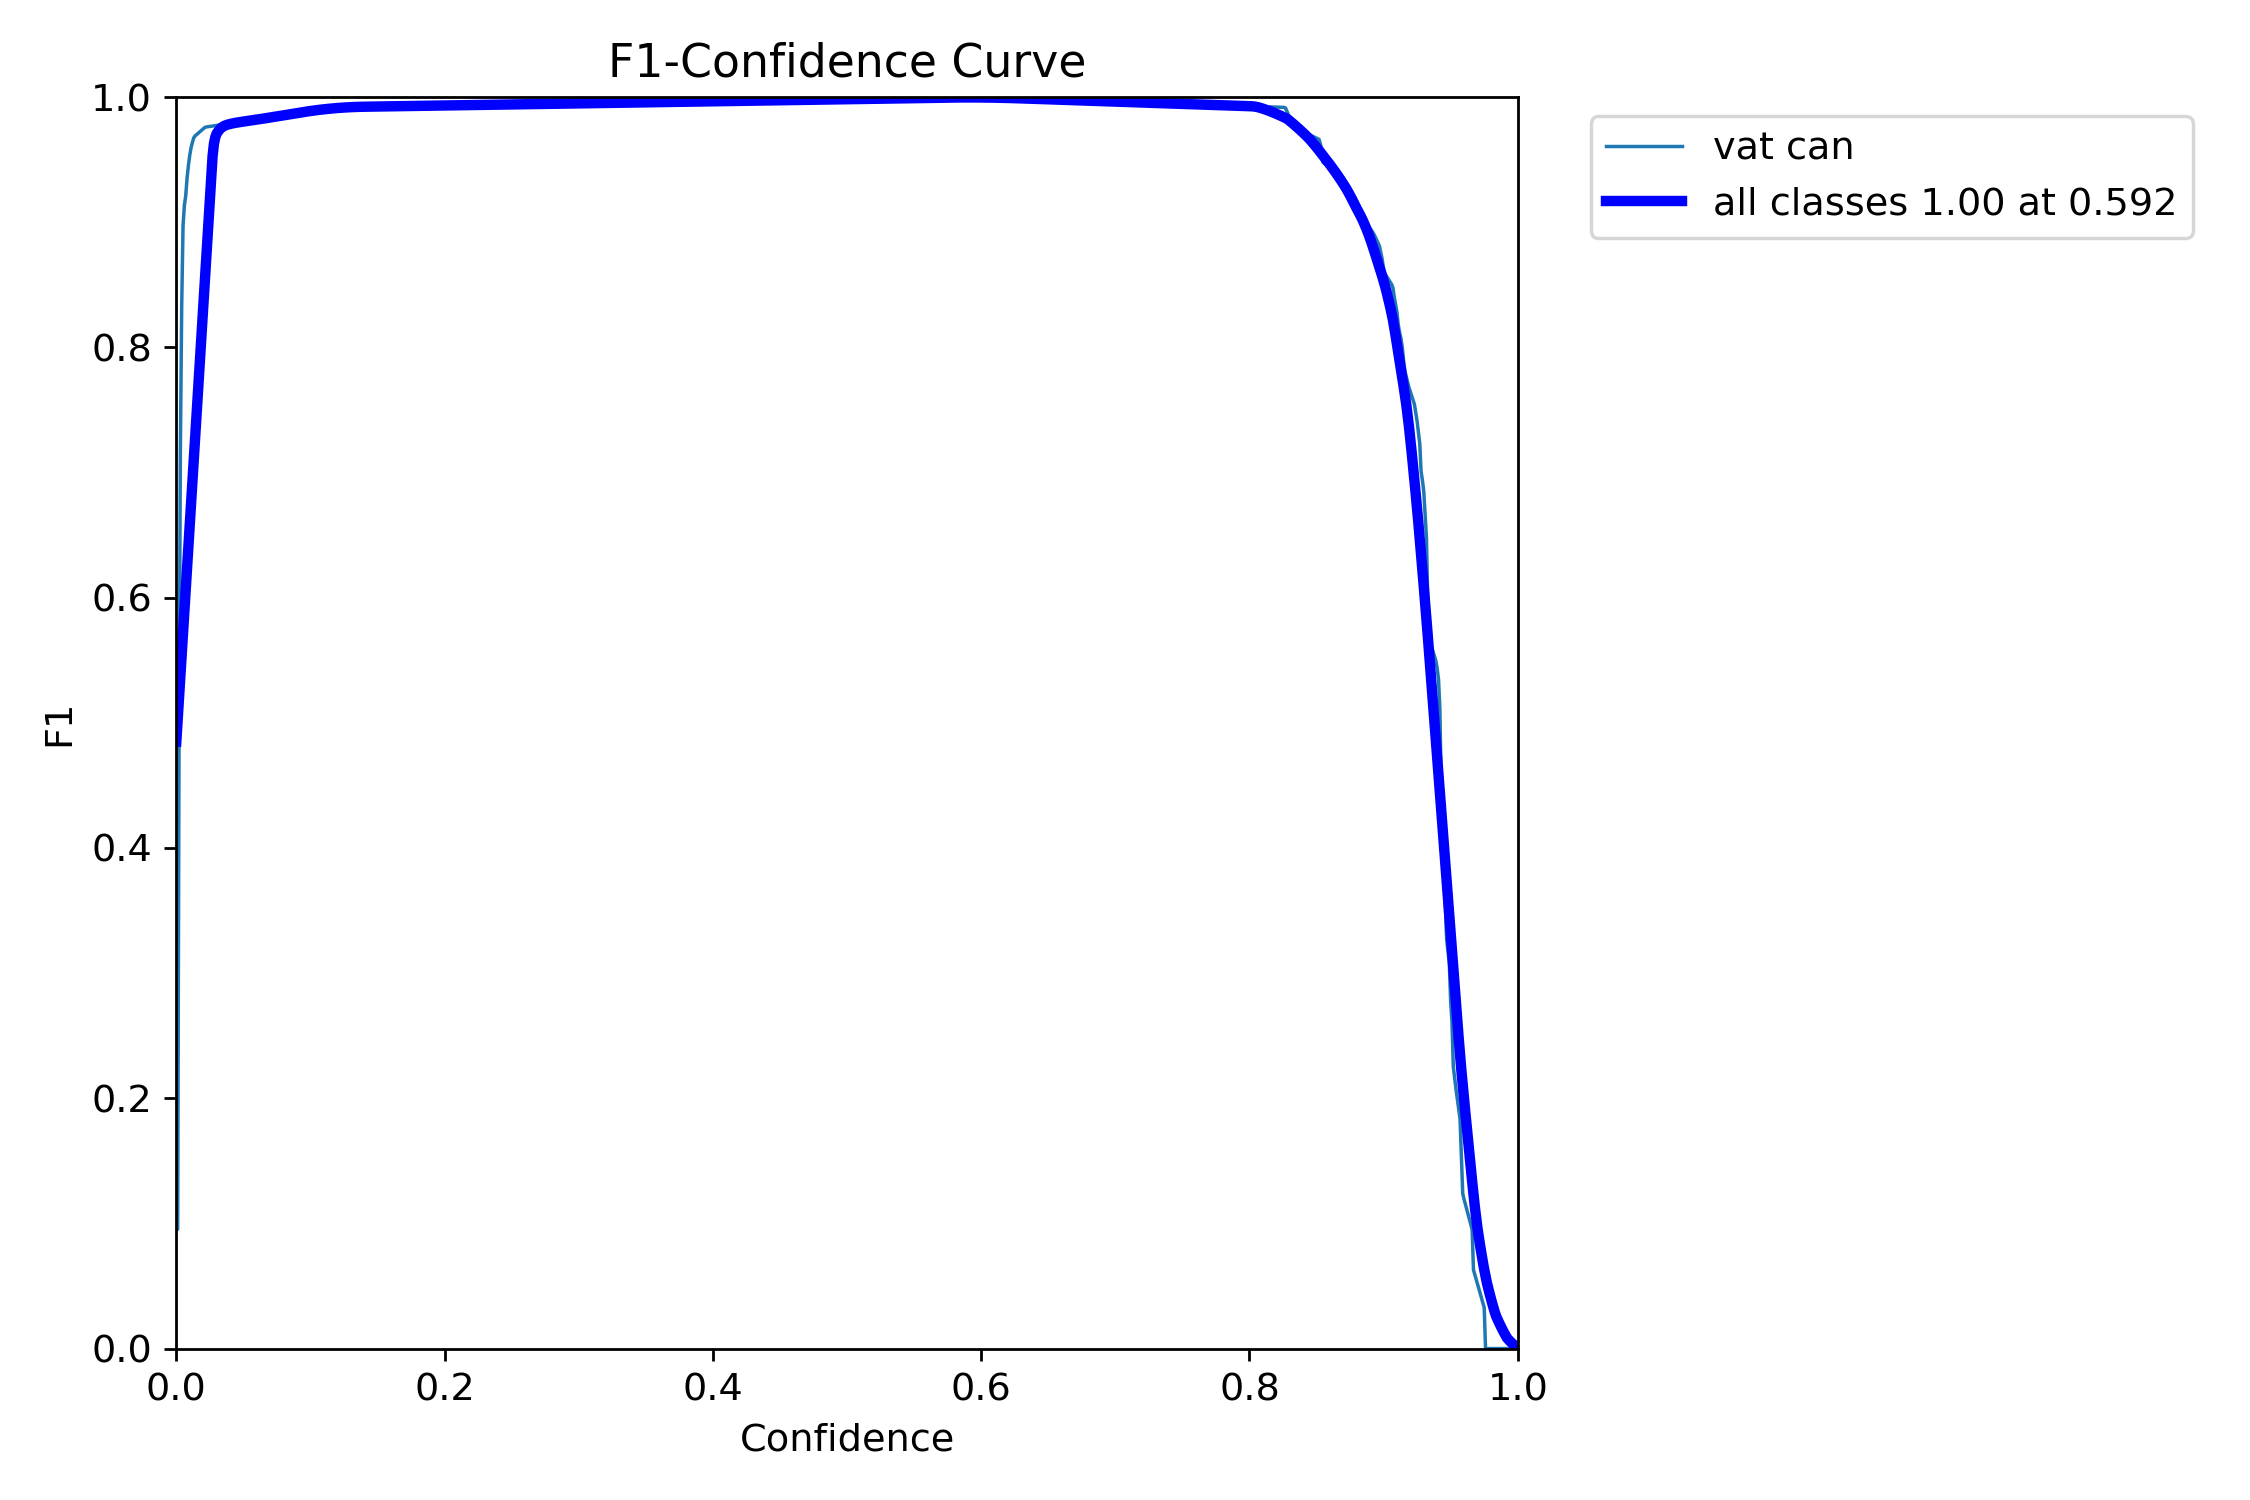 F1-Confidence Curve
1.0
0.8
0.6
0.4
0.2
0.0
F1
0.0 0.2 0.4 0.6 0.8 1.0
Confidence
vat can
all classes 1.00 at 0.592